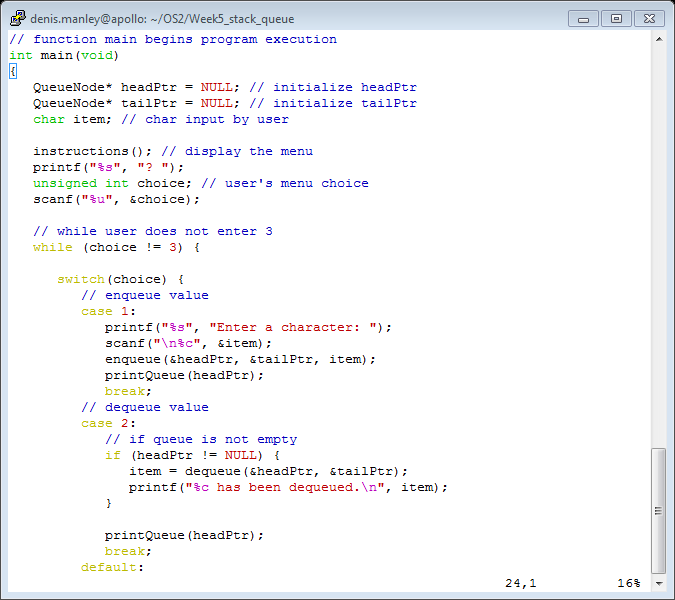 denis.manley@apollo: ~/OS2/Week5_stack_queue
// function main begins program execution
int main(void)
{
   QueueNode* headPtr = NULL; // initialize headPtr
   QueueNode* tailPtr = NULL; // initialize tailPtr
   char item; // char input by user

   instructions(); // display the menu
   printf("%s", "? ");
   unsigned int choice; // user's menu choice
   scanf("%u", &choice);

   // while user does not enter 3
   while (choice != 3) {

      switch(choice) {
         // enqueue value
         case 1:
            printf("%s", "Enter a character: ");
            scanf("\n%c", &item);
            enqueue(&headPtr, &tailPtr, item);
            printQueue(headPtr);
            break;
         // dequeue value
         case 2:
            // if queue is not empty
            if (headPtr != NULL) {
               item = dequeue(&headPtr, &tailPtr);
               printf("%c has been dequeued.\n", item);
            }

            printQueue(headPtr);
            break;
         default:
24,1          16%